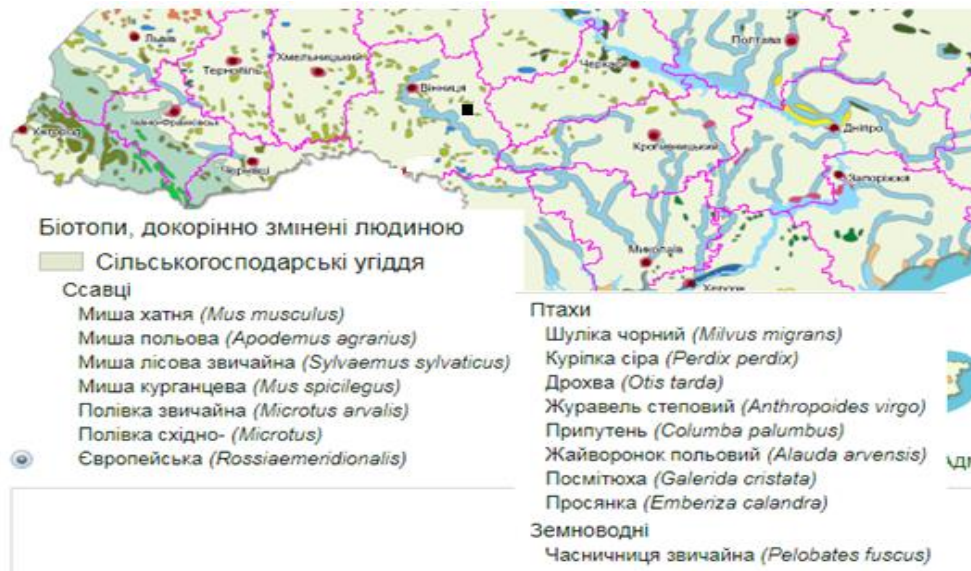 Львів
Тернопіль
Хмельницький
Вінниця
Черкаси
Полтава
Ужгород
Івано-Франківськ
Чернівці
Кропивницький
Дніпро
Запоріжжя
Миколаїв
Херсон
Біотопи, докорінно змінені людиною
Сільськогосподарські угіддя
Ссавці
Миша хатня (Mus musculus)
Миша польова (Apodemus agrarius)
Миша лісова звичайна (Sylvaemus sylvaticus)
Миша курганцева (Mus spicilegus)
Полівка звичайна (Microtus arvalis)
Полівка східно- (Microtus)
Європейська (Rossiaemeridionalis)
Птахи
Шуліка чорний (Milvus migrans)
Куріпка сіра (Perdix perdix)
Дрохва (Otis tarda)
Журавель степовий (Anthropoides virgo)
Припутень (Columba palumbus)
Жайворонок польовий (Alauda arvensis)
Посмітюха (Galerida cristata)
Просянка (Emberiza calandra)
Земноводні
Часничниця звичайна (Pelobates fuscus)